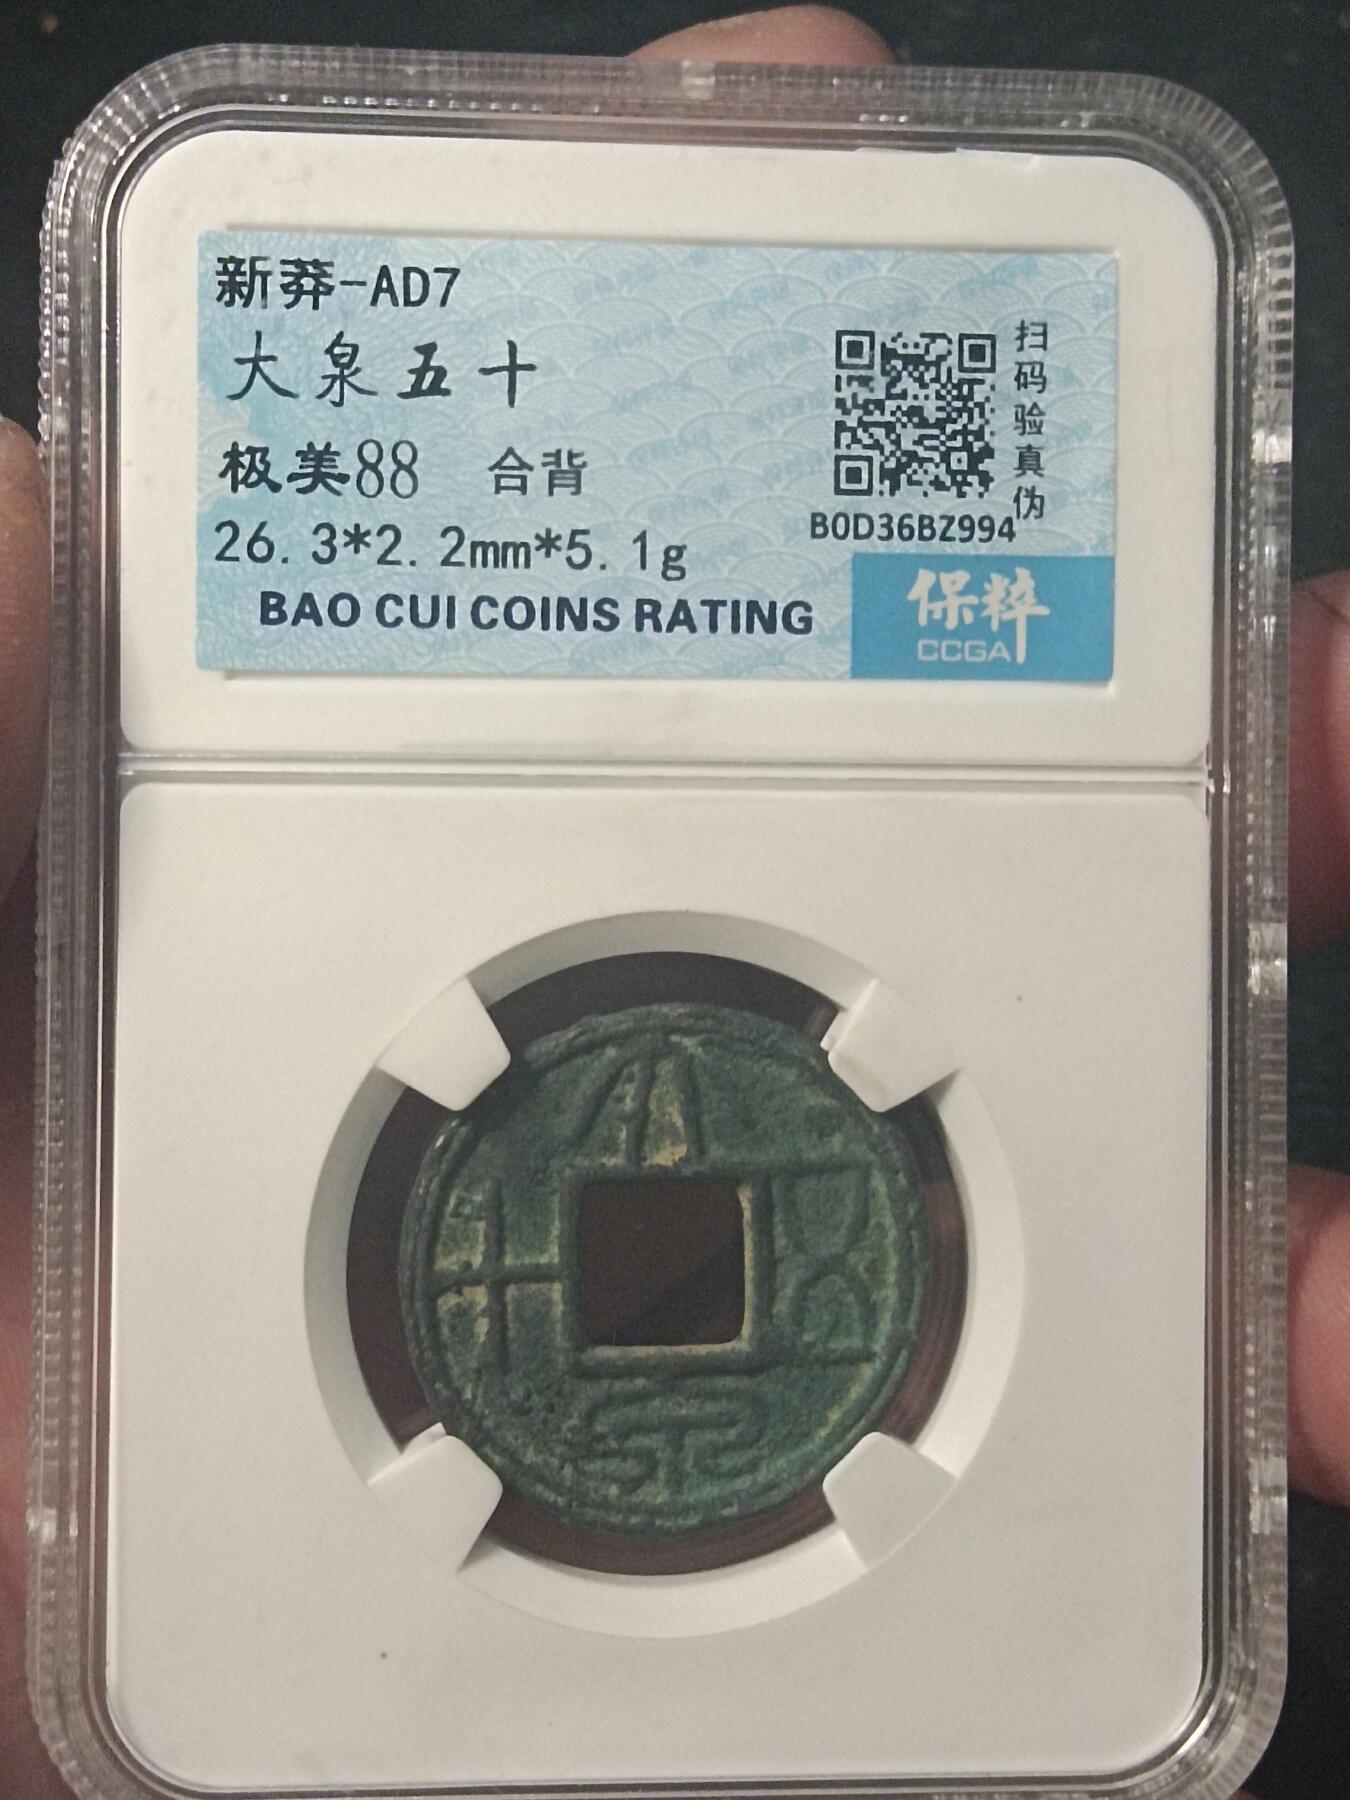 新莽-AD7
大泉五十
极美88 合背
26.3*2.2mm*5.1g
BAO CUI COINS RATING
扫码验真伪
B0D36BZ994
保粹
CCGA
大
五
十
泉